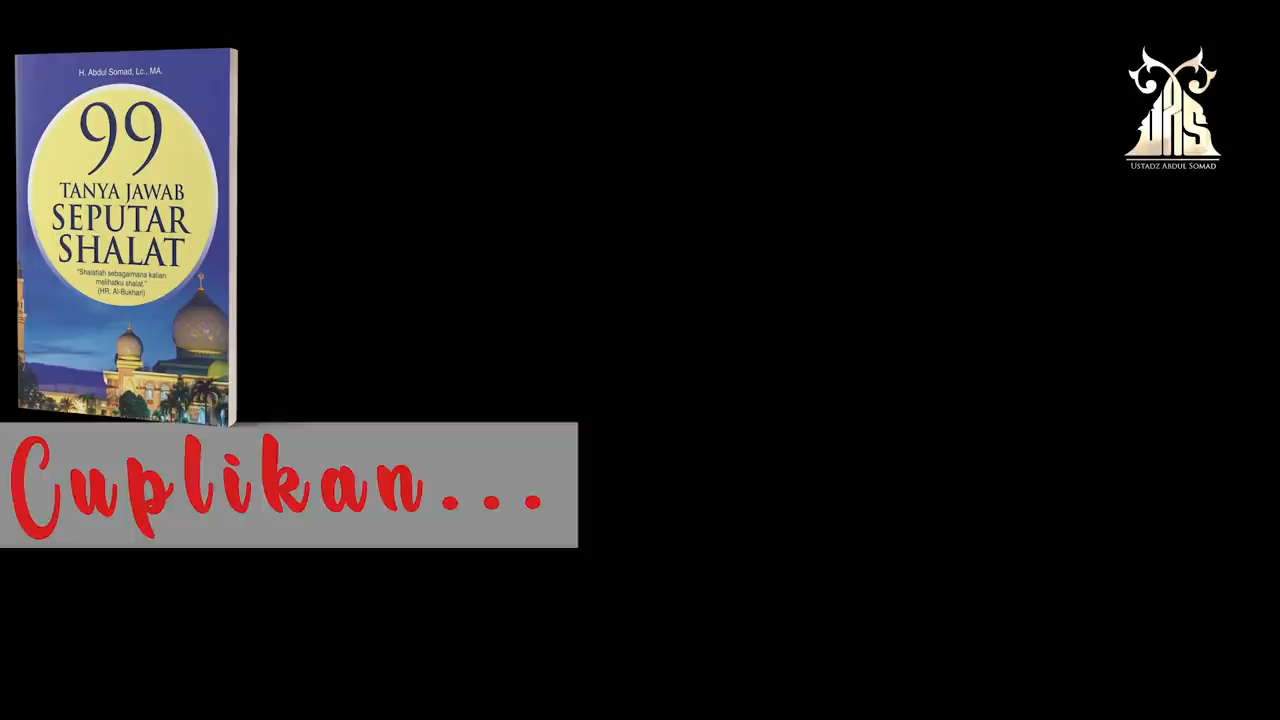 H. Abdul Somad, Lc., MA.
99
TANYA JAWAB
SEPUTAR
SHALAT
"Shalatlah sebagaimana kalian
melihatku shalat."
(HR. Al-Bukhari)
UAS
USTADZ ABDUL SOMAD
Cuplikan...